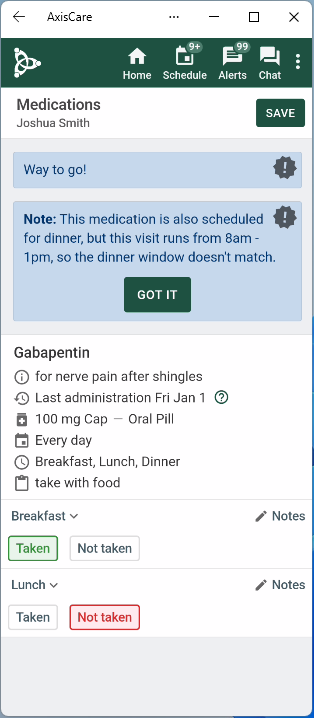 AxisCare
9+
99
Home Schedule Alerts Chat
Medications
Joshua Smith
SAVE
Way to go!
Note: This medication is also scheduled
for dinner, but this visit runs from 8am -
1pm, so the dinner window doesn't match.
GOT IT
Gabapentin
for nerve pain after shingles
Last administration Fri Jan 1
100 mg Cap — Oral Pill
Every day
Breakfast, Lunch, Dinner
take with food
Breakfast Notes
Taken Not taken
Lunch Notes
Taken Not taken